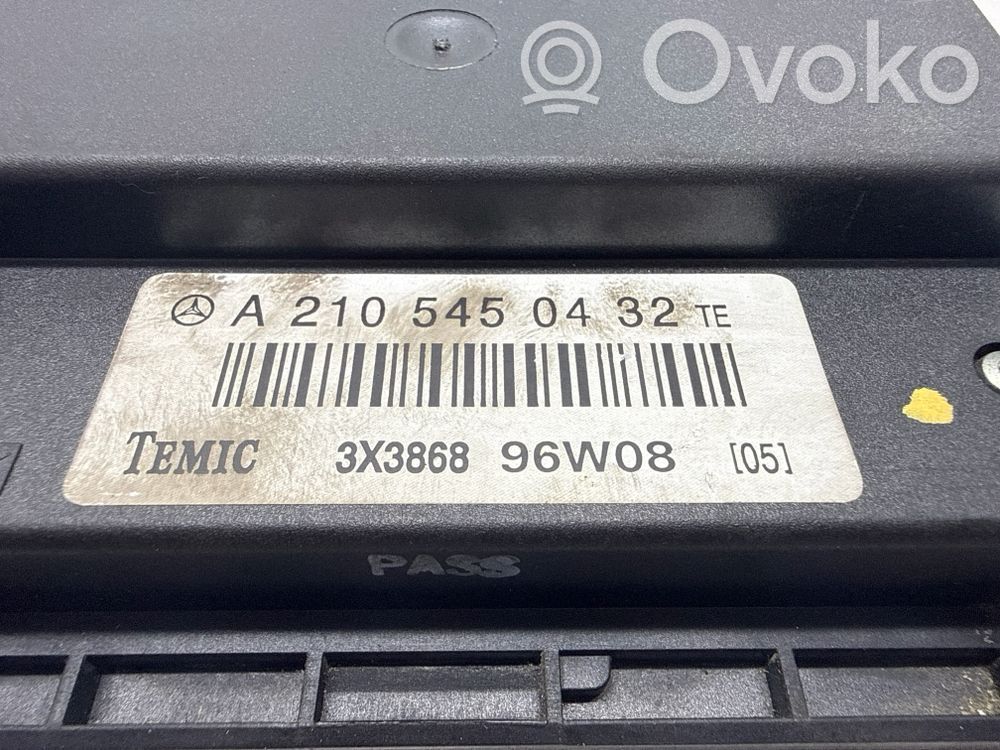 Ovoko
A 210 545 04 32 TE
TEMIC 3X3868 96W08 [05]
PASS